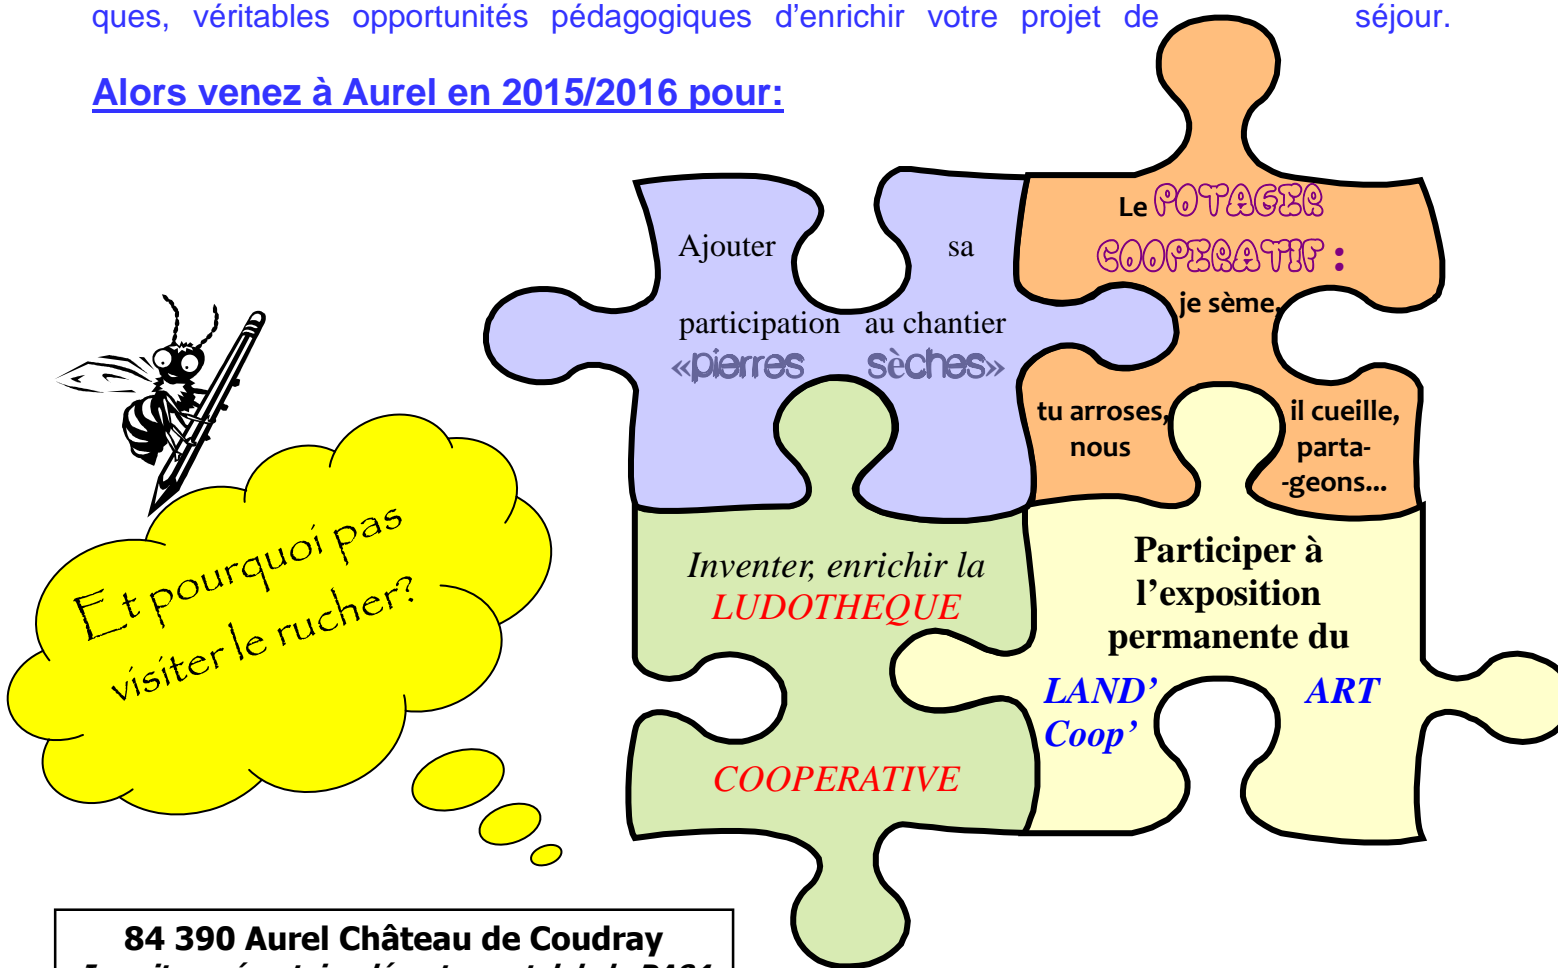 ques, véritables opportunités pédagogiques d’enrichir votre projet de séjour.
Alors venez à Aurel en 2015/2016 pour:
Ajouter sa
participation au chantier
«pierres sèches»
Le POTAGER
COOPERATIF :
je sème,
tu arroses, il cueille,
nous parta-
-geons...
Et pourquoi pas
visiter le rucher?
Inventer, enrichir la
LUDOTHEQUE
COOPERATIVE
Participer à
l’exposition
permanente du
LAND’ ART
Coop’
84 390 Aurel Château de Coudray